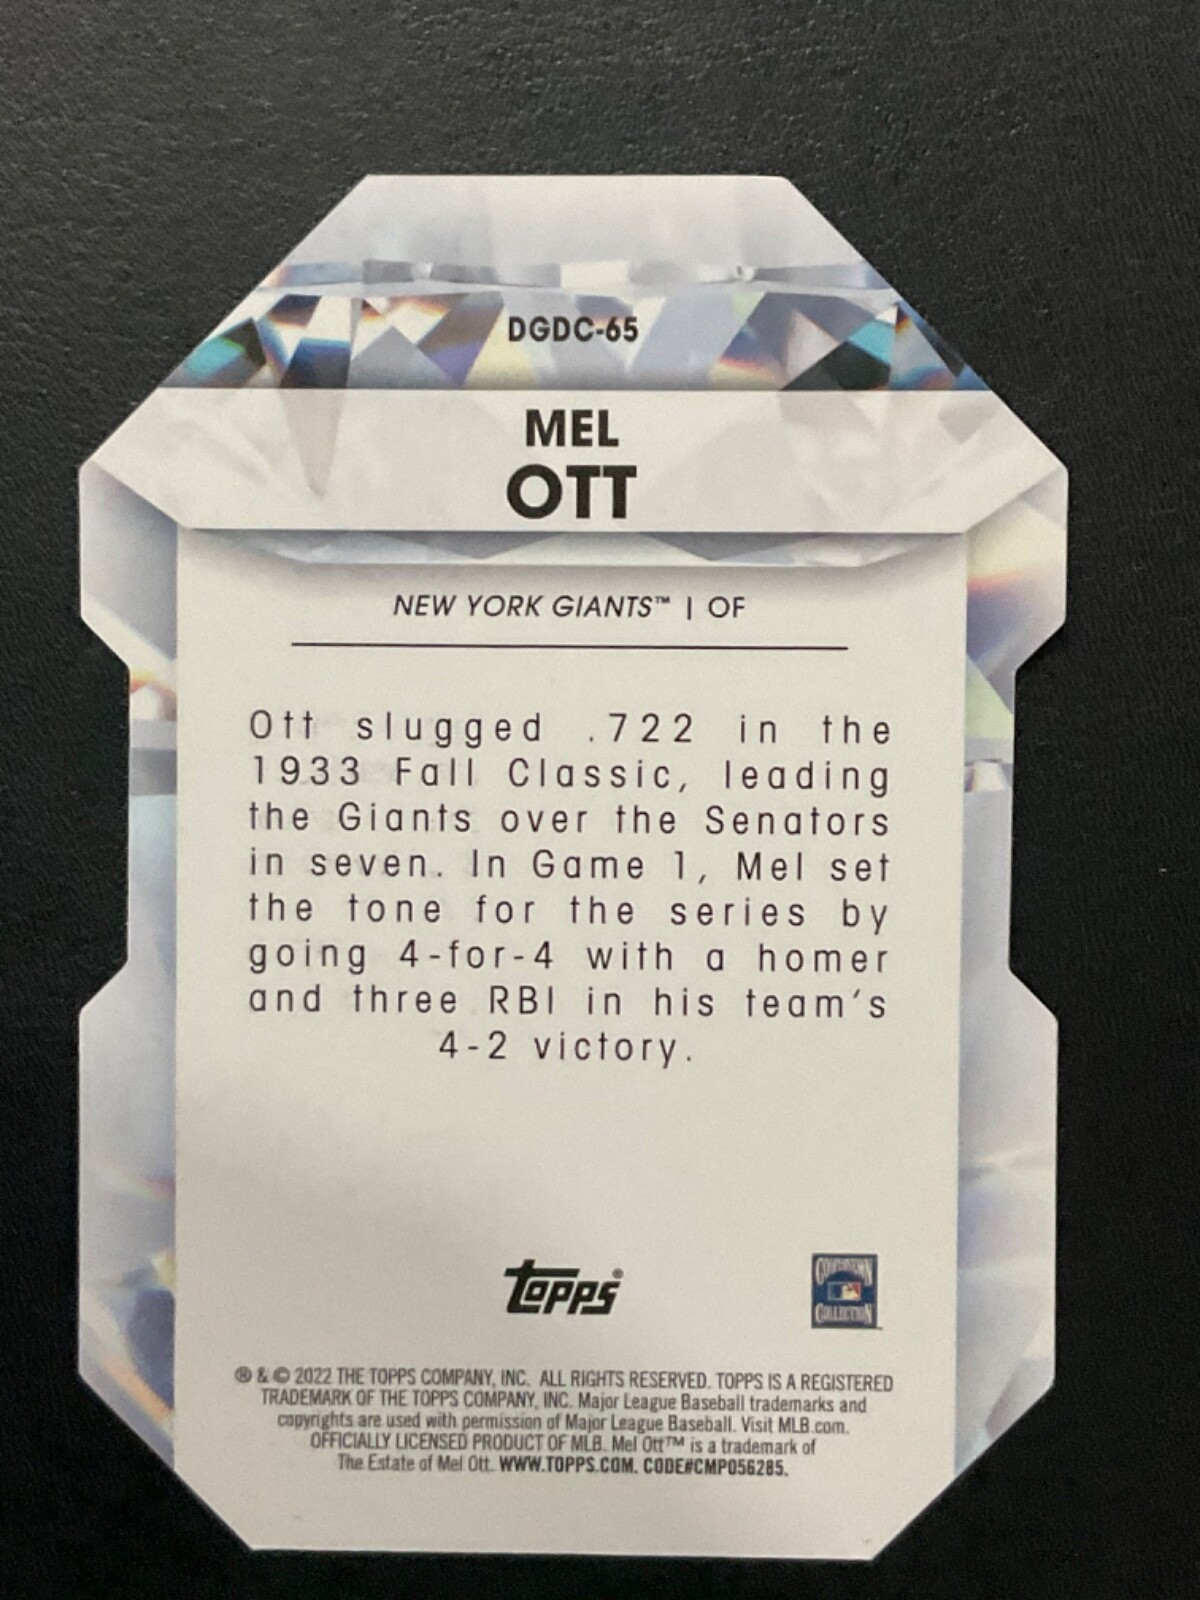 DGDC-65
MEL
OTT
NEW YORK GIANTS™ | OF
Ott slugged .722 in the
1933 Fall Classic, leading
the Giants over the Senators
in seven. In Game 1, Mel set
the tone for the series by
going 4-for-4 with a homer
and three RBI in his team's
4-2 victory.
topps®
COOPERSTOWN
COLLECTION
® & © 2022 THE TOPPS COMPANY, INC. ALL RIGHTS RESERVED. TOPPS IS A REGISTERED
TRADEMARK OF THE TOPPS COMPANY, INC. Major League Baseball trademarks and
copyrights are used with permission of Major League Baseball. Visit MLB.com.
OFFICIALLY LICENSED PRODUCT OF MLB. Mel Ott™ is a trademark of
The Estate of Mel Ott. WWW.TOPPS.COM. CODE#CMP056285.